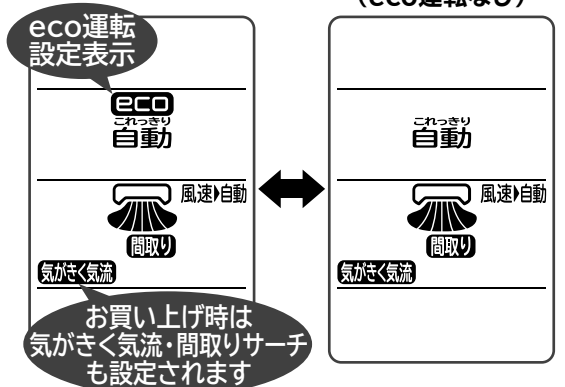 (eco運転なし)
eco運転
設定表示
eco
これっきり
自動
風速 自動
間取り
気がきく気流
お買い上げ時は
気がきく気流・間取りサーチ
も設定されます
これっきり
自動
風速 自動
間取り
気がきく気流